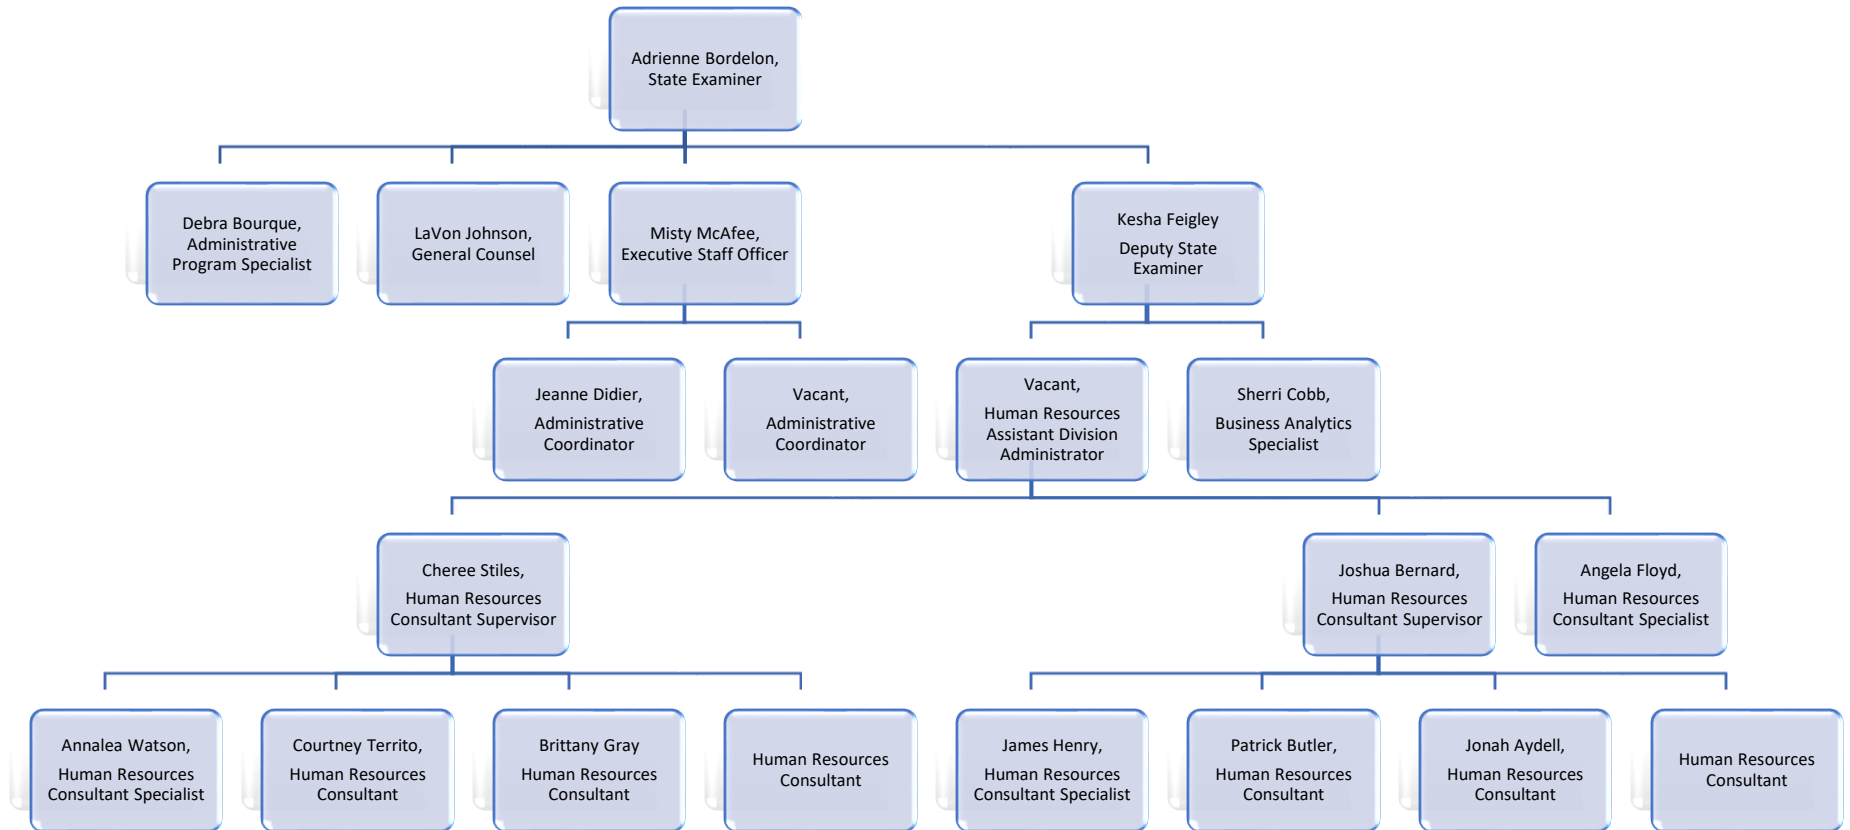 Adrienne Bordelon,
State Examiner
Debra Bourque,
Administrative
Program Specialist
LaVon Johnson,
General Counsel
Misty McAfee,
Executive Staff Officer
Kesha Feigley
Deputy State
Examiner
Jeanne Didier,
Administrative
Coordinator
Vacant,
Administrative
Coordinator
Vacant,
Human Resources
Assistant Division
Administrator
Sherri Cobb,
Business Analytics
Specialist
Cheree Stiles,
Human Resources
Consultant Supervisor
Joshua Bernard,
Human Resources
Consultant Supervisor
Angela Floyd,
Human Resources
Consultant Specialist
Annalea Watson,
Human Resources
Consultant Specialist
Courtney Territo,
Human Resources
Consultant
Brittany Gray
Human Resources
Consultant
Human Resources
Consultant
James Henry,
Human Resources
Consultant Specialist
Patrick Butler,
Human Resources
Consultant
Jonah Aydell,
Human Resources
Consultant
Human Resources
Consultant